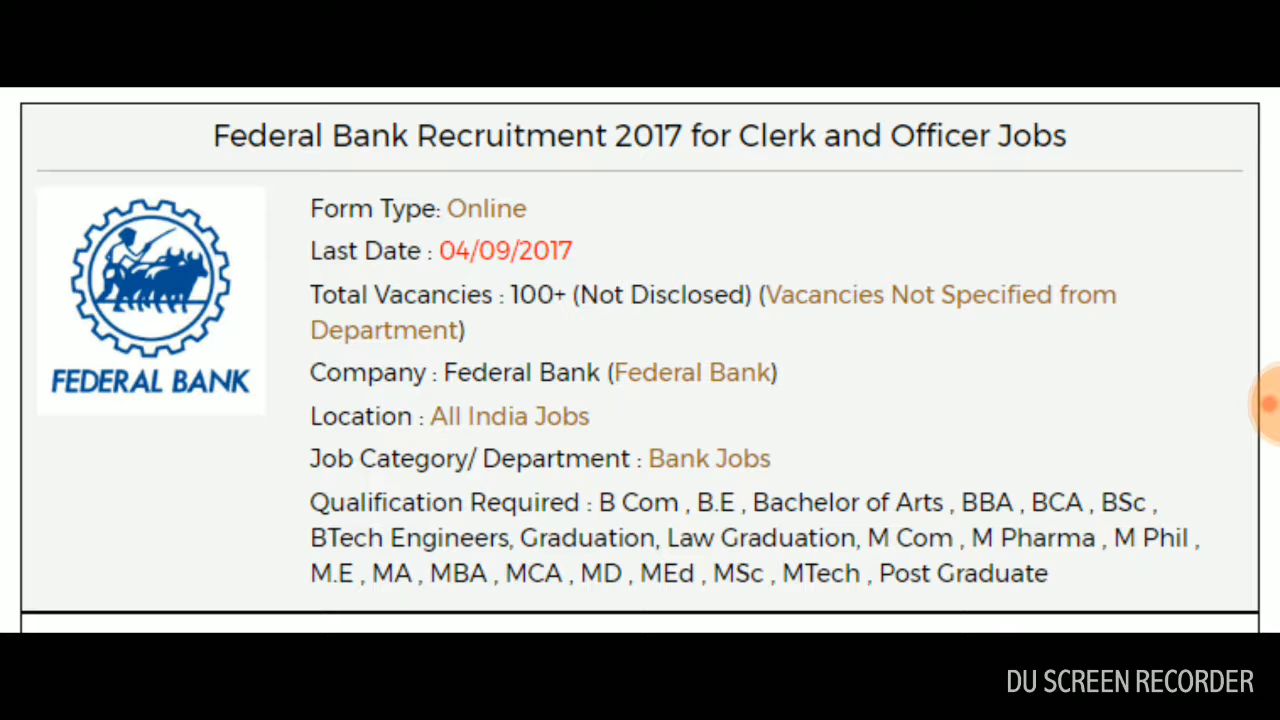 Federal Bank Recruitment 2017 for Clerk and Officer Jobs
FEDERAL BANK
Form Type: Online
Last Date : 04/09/2017
Total Vacancies : 100+ (Not Disclosed) (Vacancies Not Specified from
Department)
Company : Federal Bank (Federal Bank)
Location : All India Jobs
Job Category/ Department : Bank Jobs
Qualification Required : B Com , B.E , Bachelor of Arts , BBA , BCA , BSc ,
BTech Engineers, Graduation, Law Graduation, M Com , M Pharma , M Phil ,
M.E , MA , MBA , MCA , MD , MEd , MSc , MTech , Post Graduate
DU SCREEN RECORDER